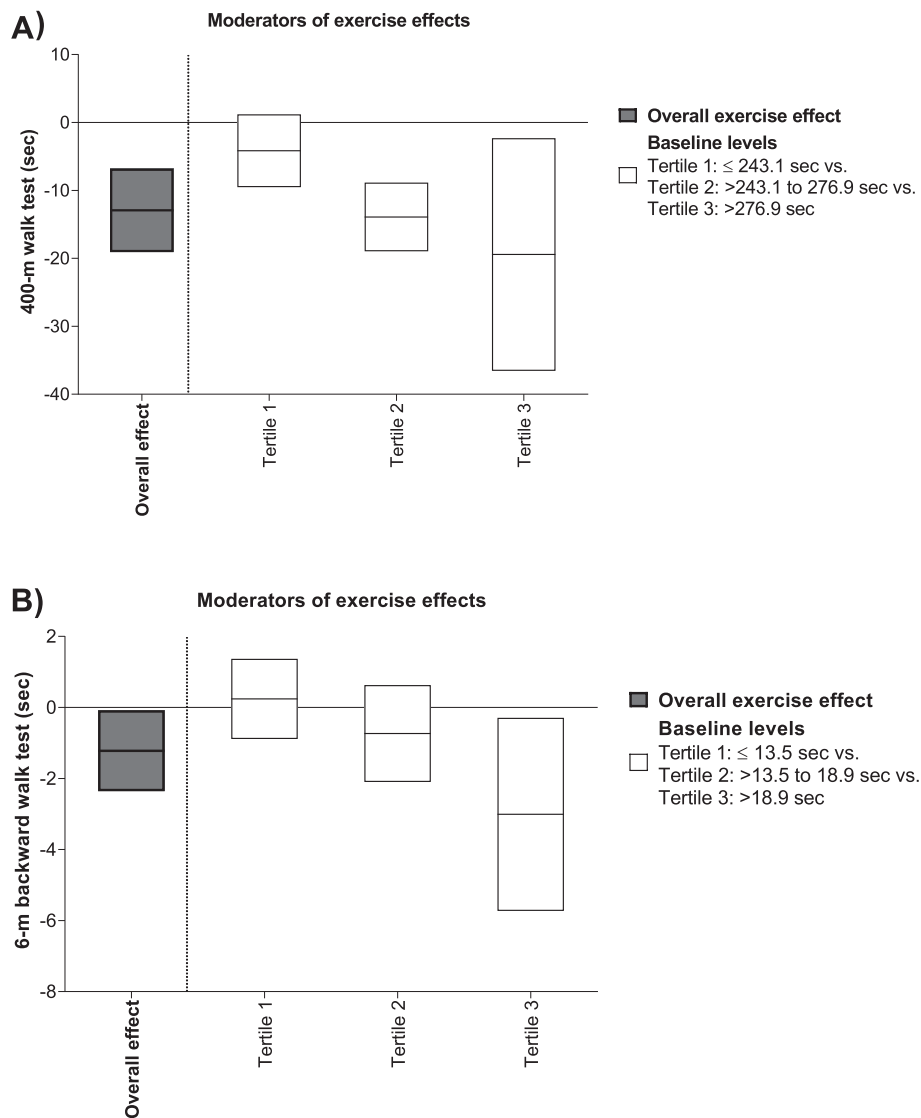 A)
Moderators of exercise effects
400-m walk test (sec)
10
0
-10
-20
-30
-40
Overall effect
Tertile 1
Tertile 2
Tertile 3
Overall exercise effect
Baseline levels
Tertile 1: ≤ 243.1 sec vs.
Tertile 2: >243.1 to 276.9 sec vs.
Tertile 3: >276.9 sec
B)
Moderators of exercise effects
6-m backward walk test (sec)
2
0
-2
-4
-6
-8
Overall effect
Tertile 1
Tertile 2
Tertile 3
Overall exercise effect
Baseline levels
Tertile 1: ≤ 13.5 sec vs.
Tertile 2: >13.5 to 18.9 sec vs.
Tertile 3: >18.9 sec